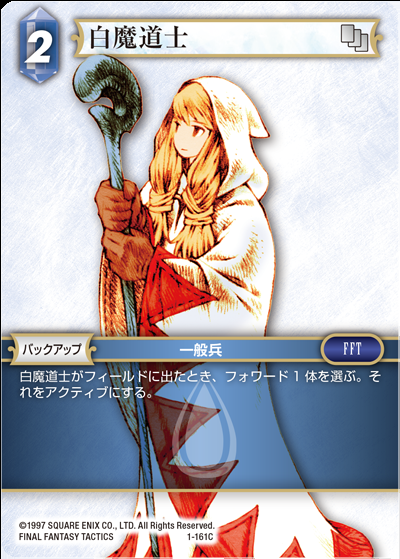 2
白魔道士
バックアップ
一般兵
FFT
白魔道士がフィールドに出たとき、フォワード1体を選ぶ。そ
れをアクティブにする。
©1997 SQUARE ENIX CO., LTD. All Rights Reserved.
FINAL FANTASY TACTICS 1-161C